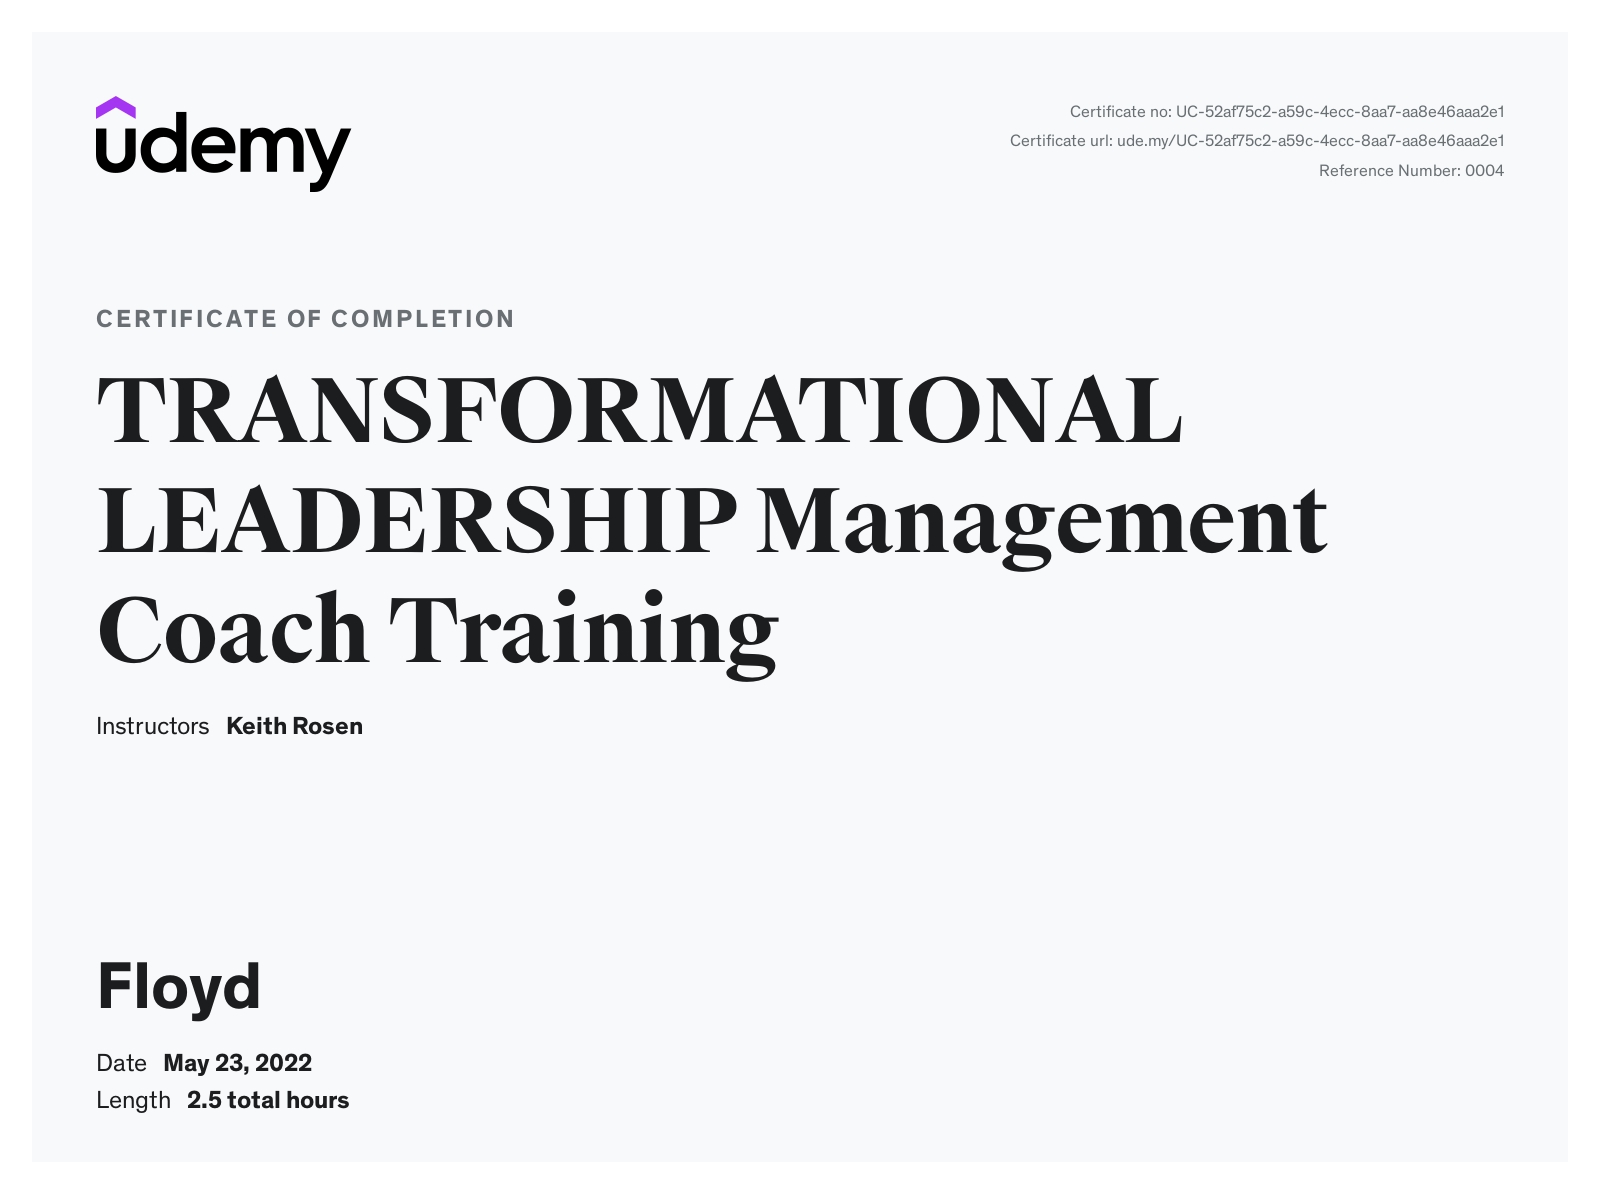 udemy
Certificate no: UC-52af75c2-a59c-4ecc-8aa7-aa8e46aaa2e1
Certificate url: ude.my/UC-52af75c2-a59c-4ecc-8aa7-aa8e46aaa2e1
Reference Number: 0004
CERTIFICATE OF COMPLETION
TRANSFORMATIONAL
LEADERSHIP Management
Coach Training
Instructors Keith Rosen
Floyd
Date May 23, 2022
Length 2.5 total hours